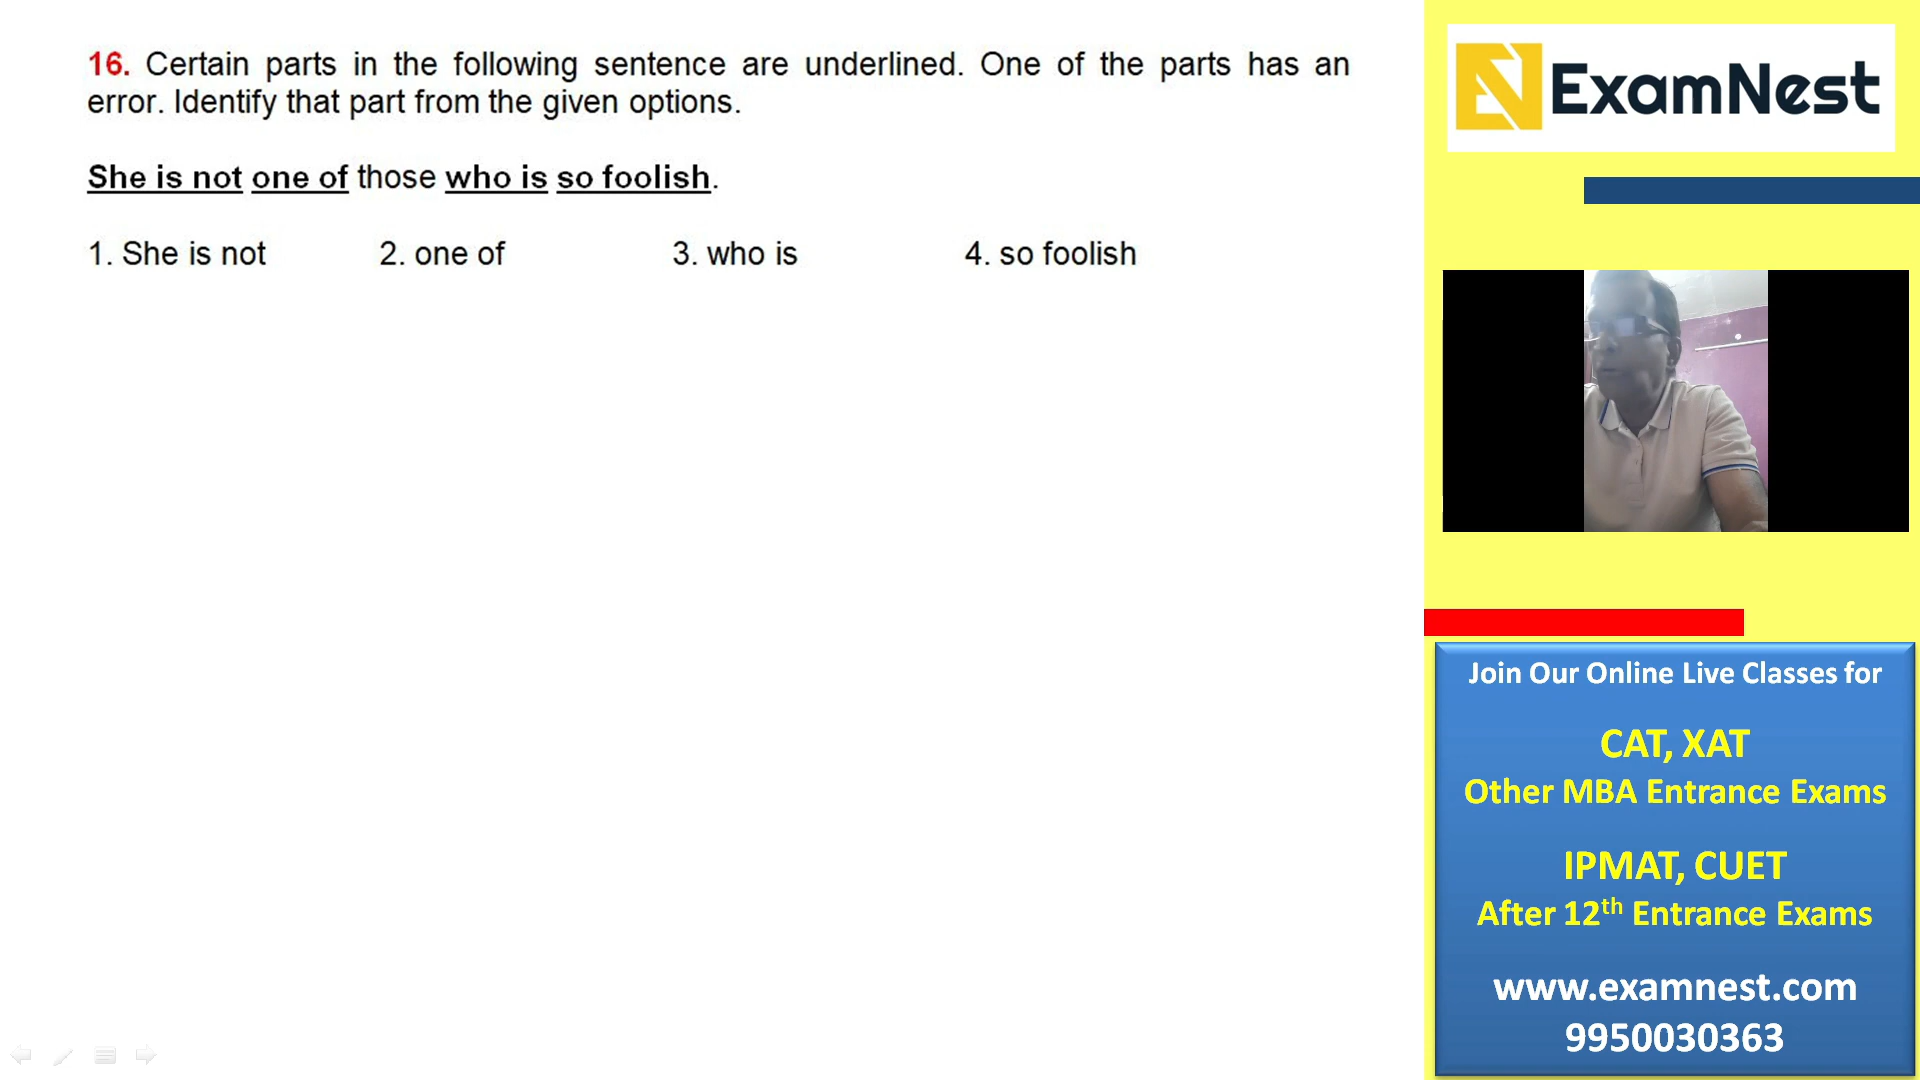 16. Certain parts in the following sentence are underlined. One of the parts has an
error. Identify that part from the given options.
She is not one of those who is so foolish.
1. She is not 2. one of 3. who is 4. so foolish
ExamNest
Join Our Online Live Classes for
CAT, XAT
Other MBA Entrance Exams
IPMAT, CUET
After 12th Entrance Exams
www.examnest.com
9950030363